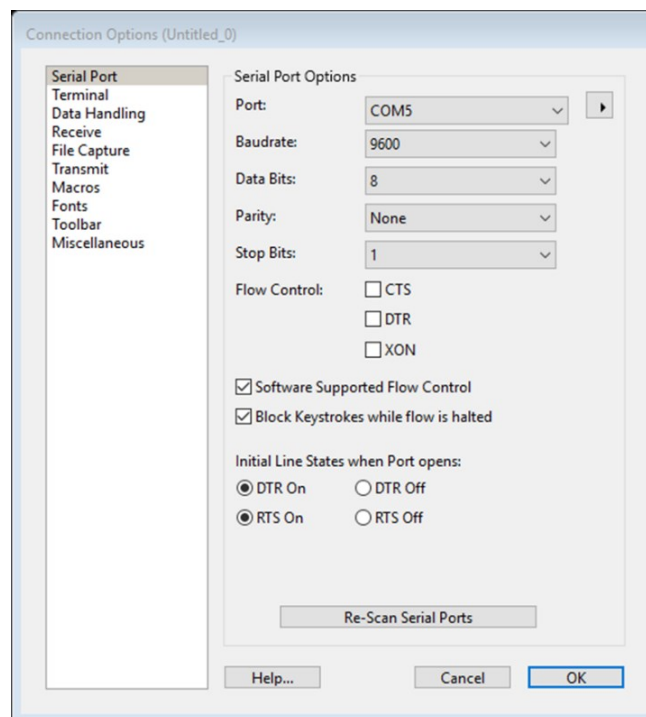 Connection Options (Untitled_0)
Serial Port
Terminal
Data Handling
Receive
File Capture
Transmit
Macros
Fonts
Toolbar
Miscellaneous
Serial Port Options
Port: COM5
Baudrate: 9600
Data Bits: 8
Parity: None
Stop Bits: 1
Flow Control: CTS
DTR
XON
Software Supported Flow Control
Block Keystrokes while flow is halted
Initial Line States when Port opens:
DTR On DTR Off
RTS On RTS Off
Re-Scan Serial Ports
Help... Cancel OK